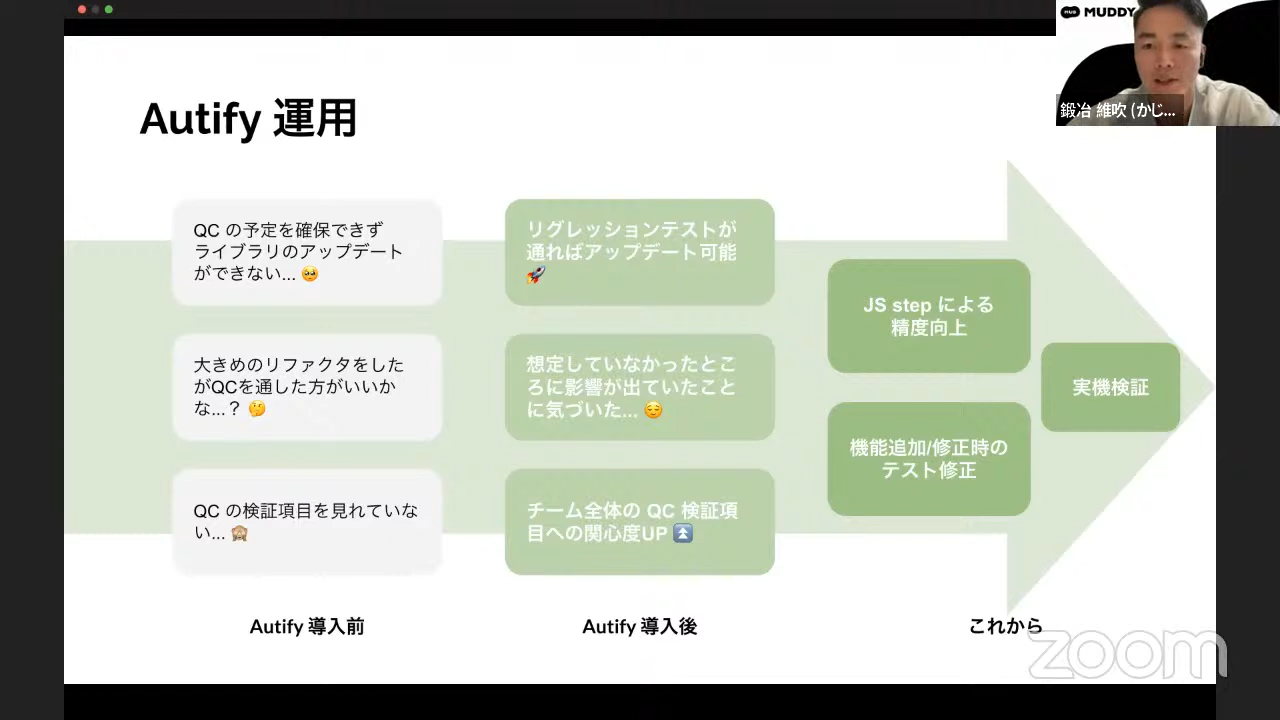 MUDDY
鍛冶 維吹 (かじ...
Autify 運用
QC の予定を確保できず
ライブラリのアップデート
ができない... 🥺
大きめのリファクタをした
がQCを通した方がいいか
な...？ 🤔
QC の検証項目を見れていな
い... 🙈
Autify 導入前
リグレッションテストが
通ればアップデート可能
🚀
想定していなかったとこ
ろに影響が出ていたこと
に気づいた... 😌
チーム全体の QC 検証項
目への関心度UP ⏫
Autify 導入後
JS step による
精度向上
機能追加/修正時の
テスト修正
実機検証
これから
zoom